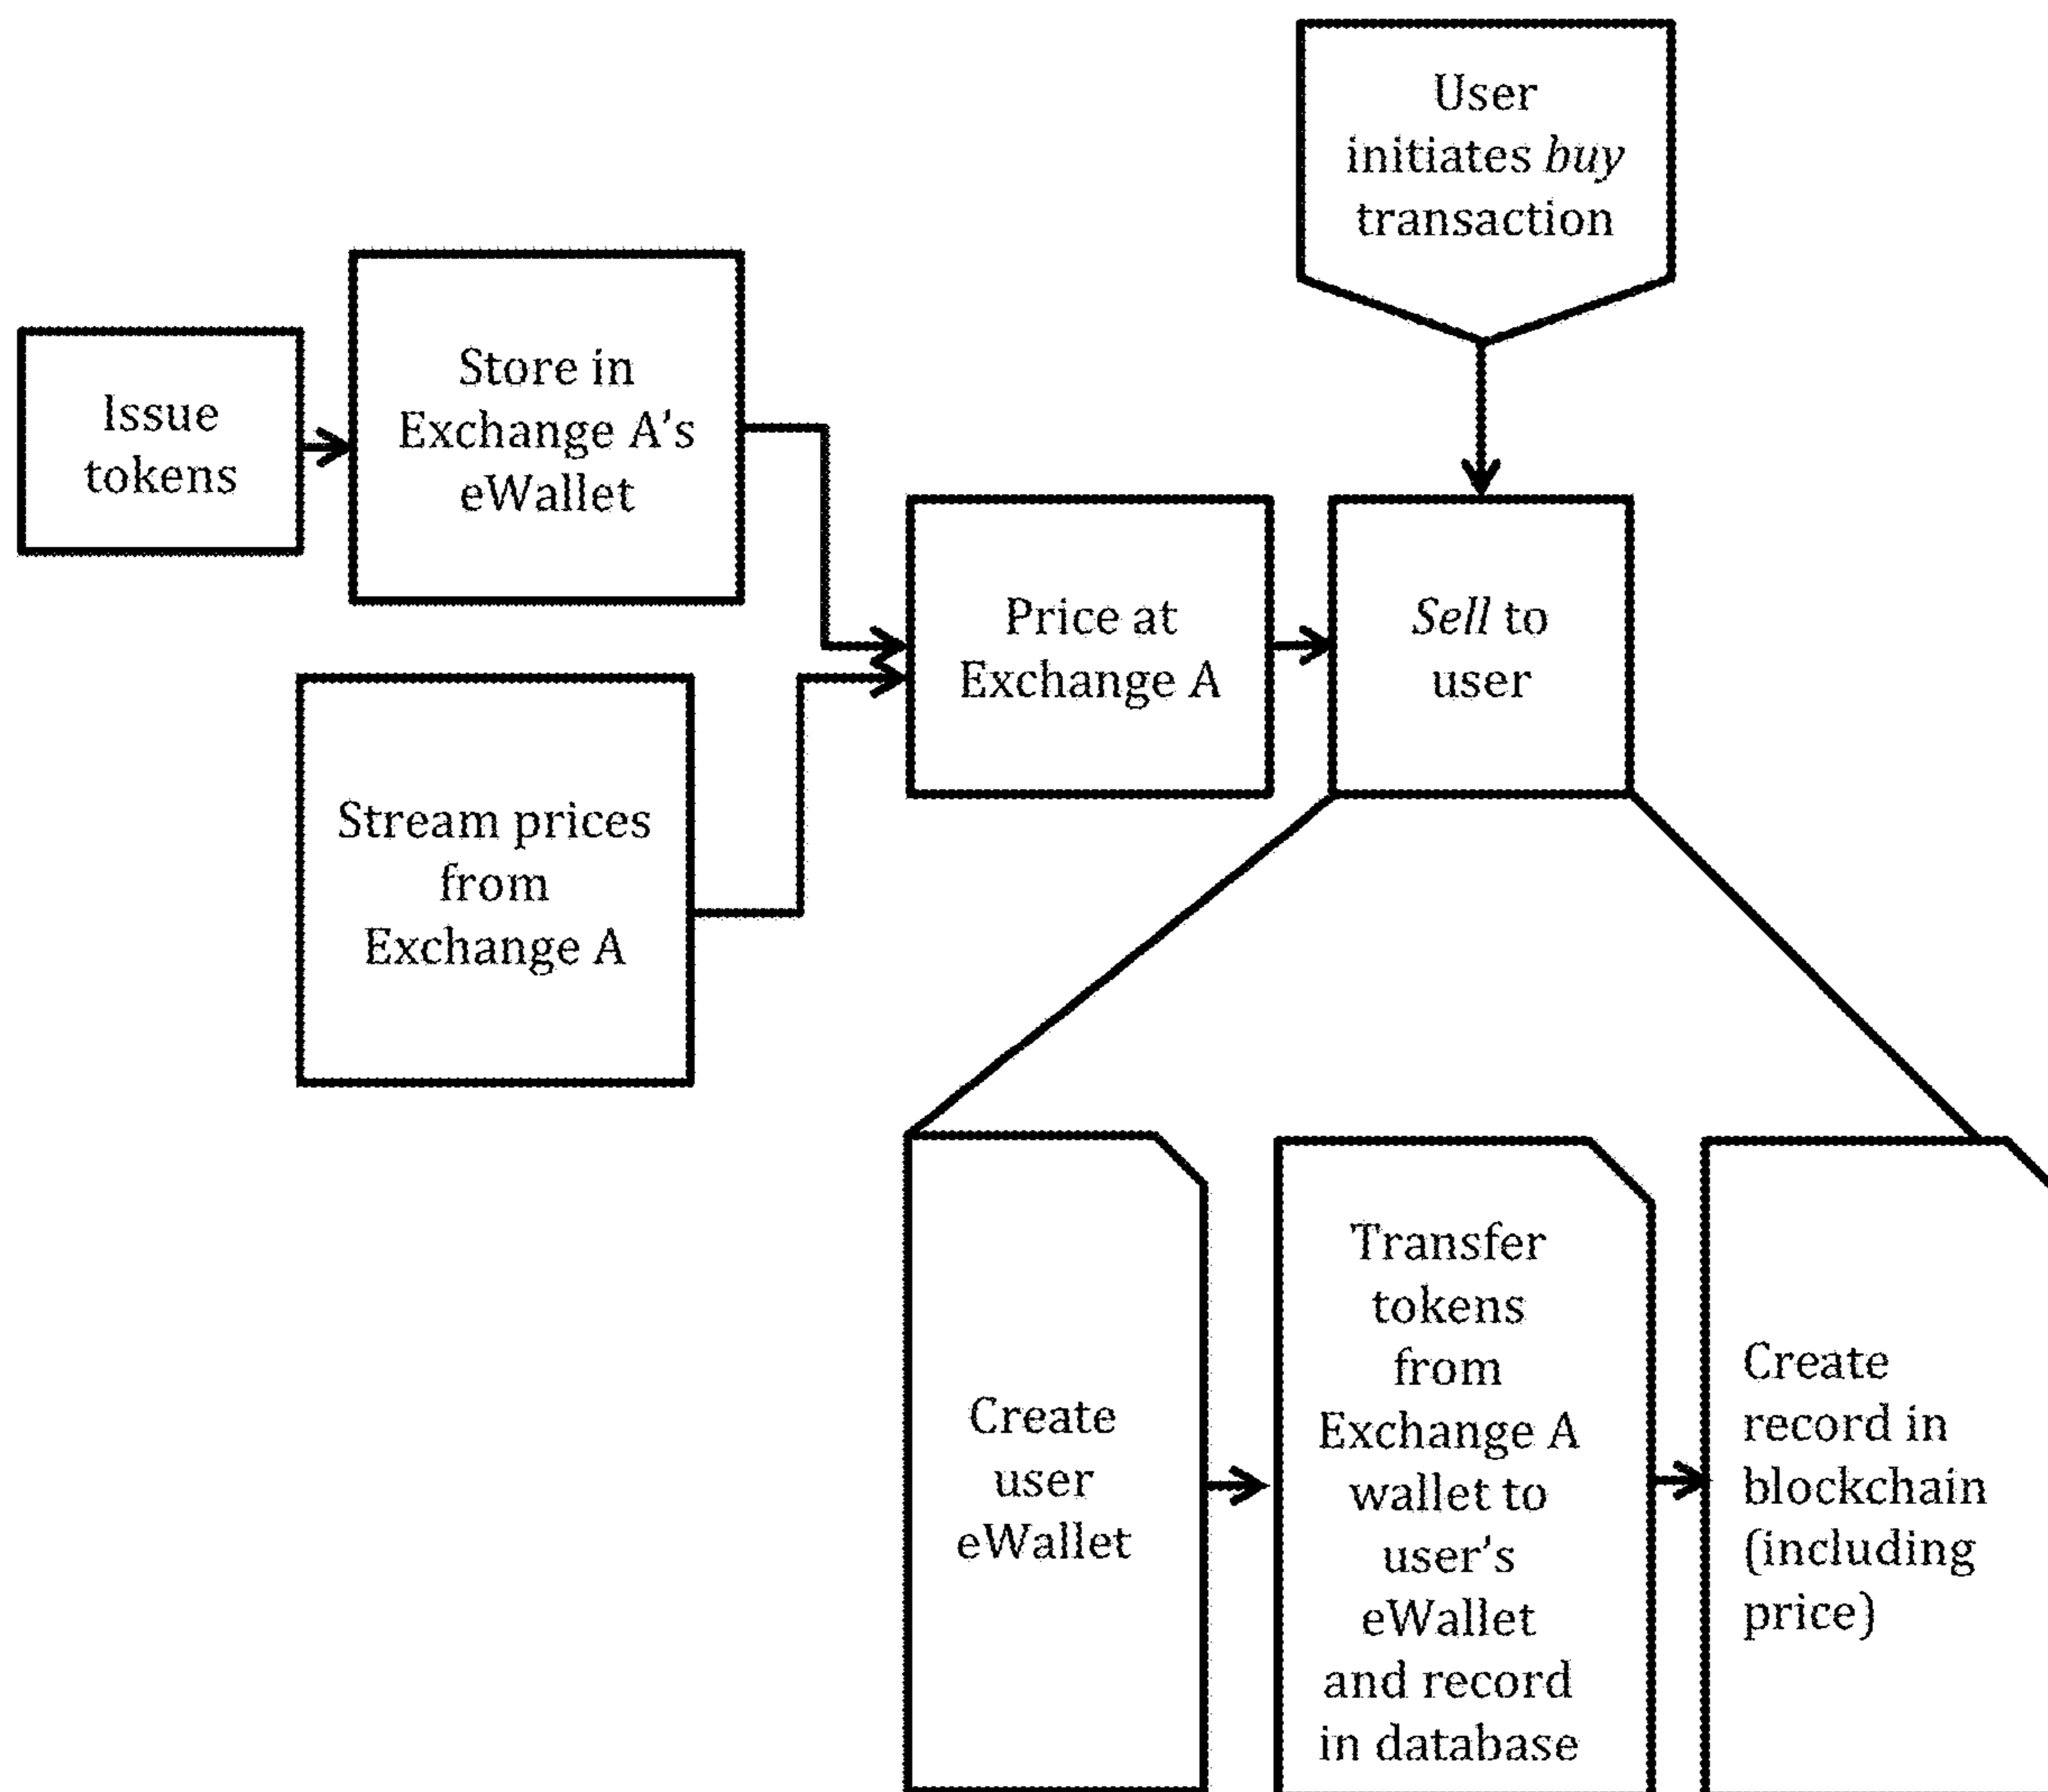 User
initiates buy
transaction
Issue
tokens
Store in
Exchange A's
eWallet
Stream prices
from
Exchange A
Price at
Exchange A
Sell to
user
Create
user
eWallet
Transfer
tokens
from
Exchange A
wallet to
user's
eWallet
and record
in database
Create
record in
blockchain
(including
price)